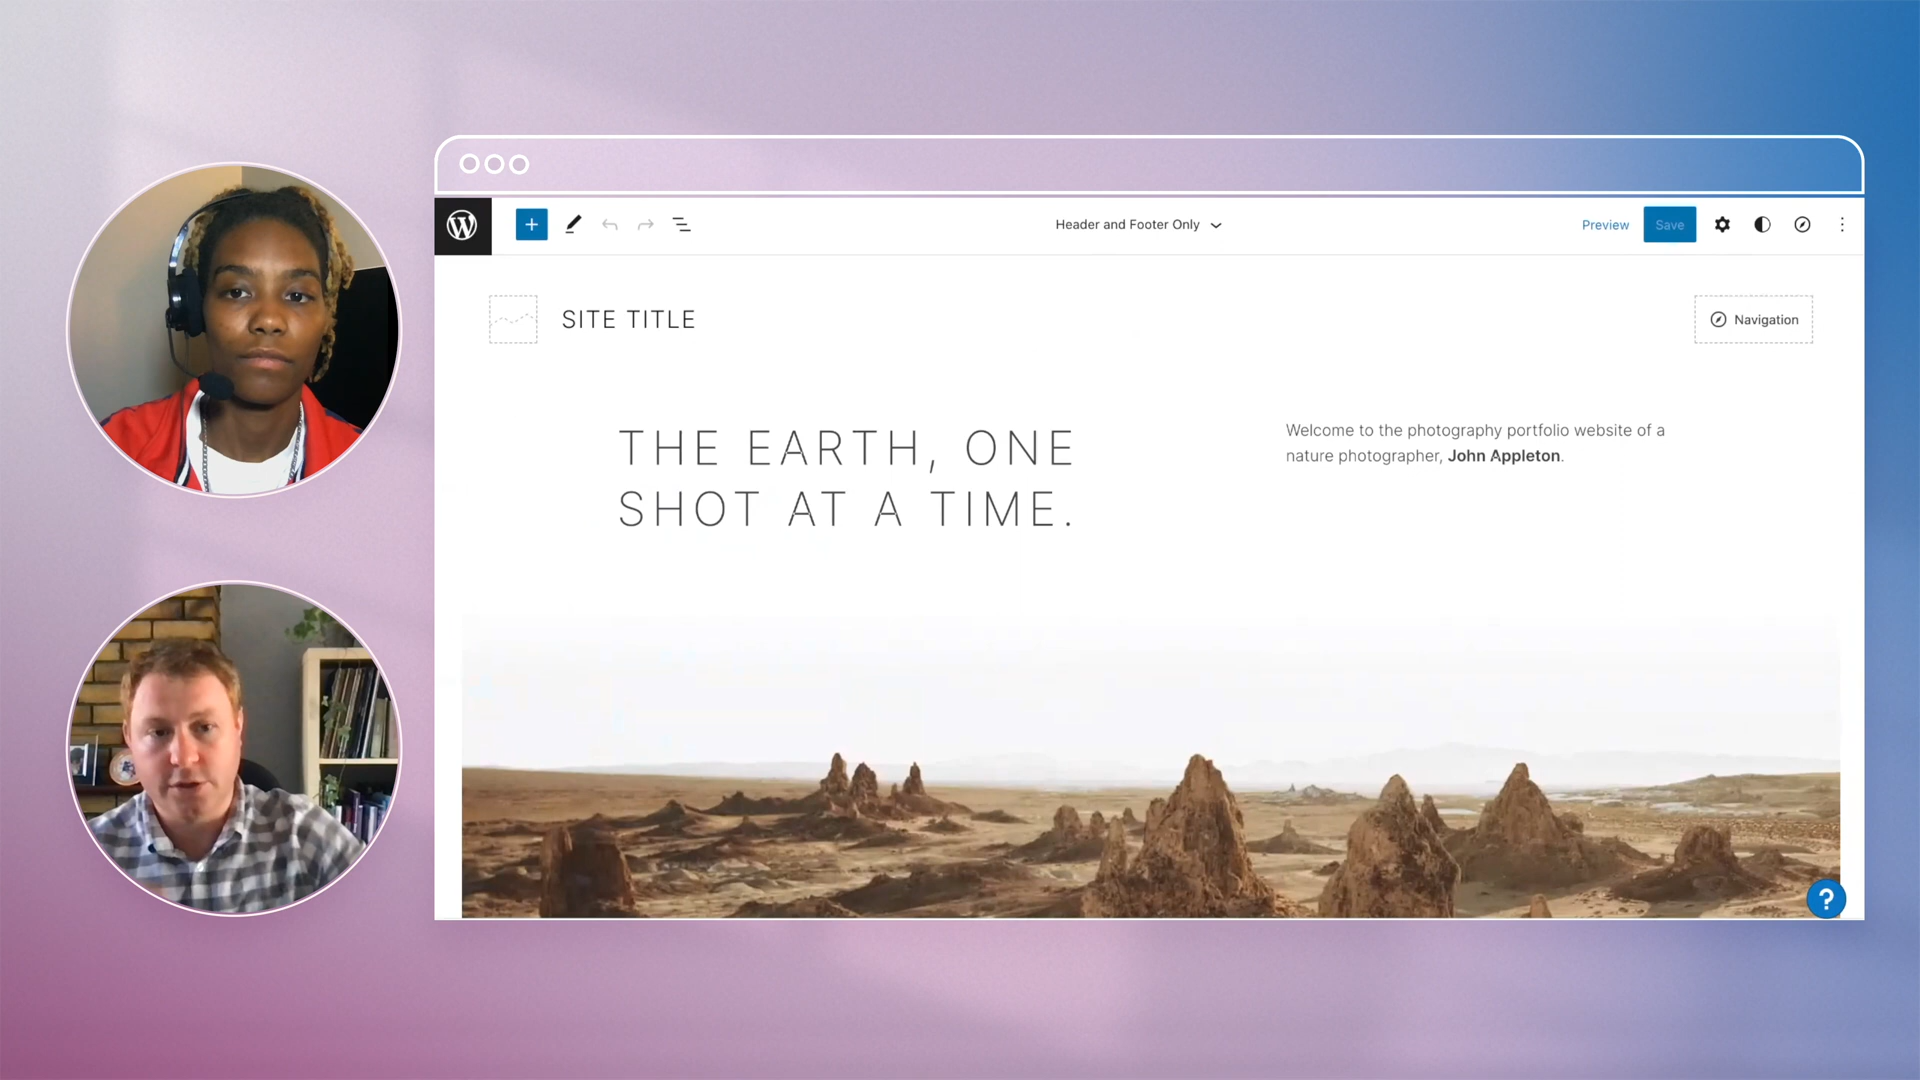 Header and Footer Only
Preview
Save
SITE TITLE
Navigation
THE EARTH, ONE
SHOT AT A TIME.
Welcome to the photography portfolio website of a
nature photographer, John Appleton.
?